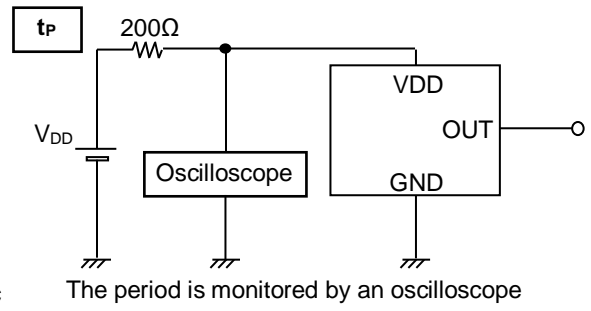 tP
200Ω
VDD
OUT
VDD
Oscilloscope
GND
The period is monitored by an oscilloscope